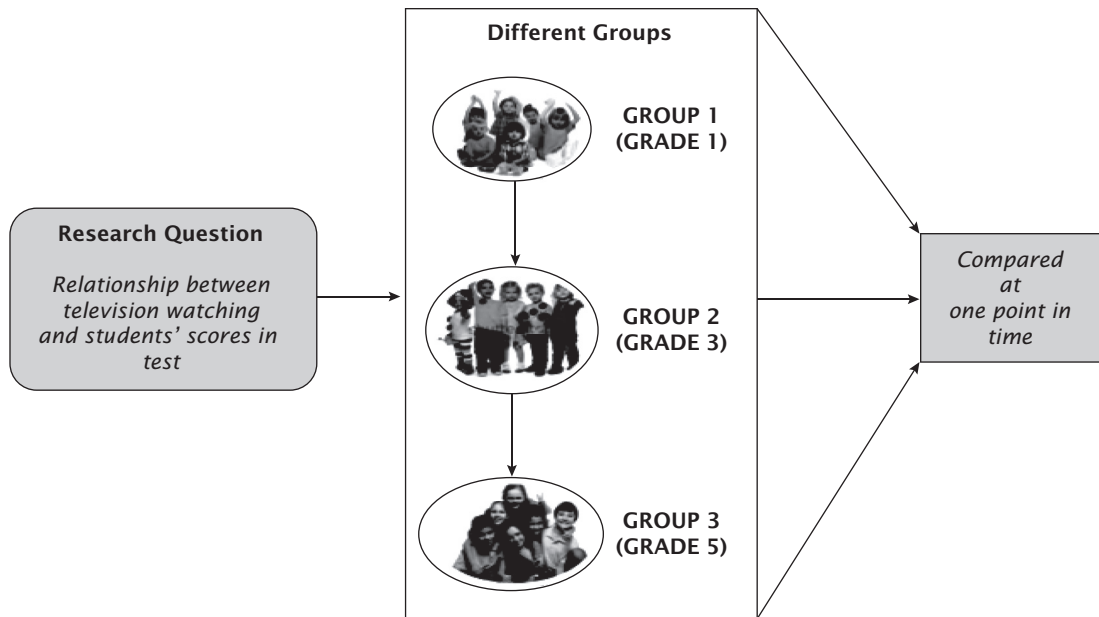 Research Question
Relationship between
television watching
and students’ scores in
test
Different Groups
GROUP 1
(GRADE 1)
GROUP 2
(GRADE 3)
GROUP 3
(GRADE 5)
Compared
at
one point in
time